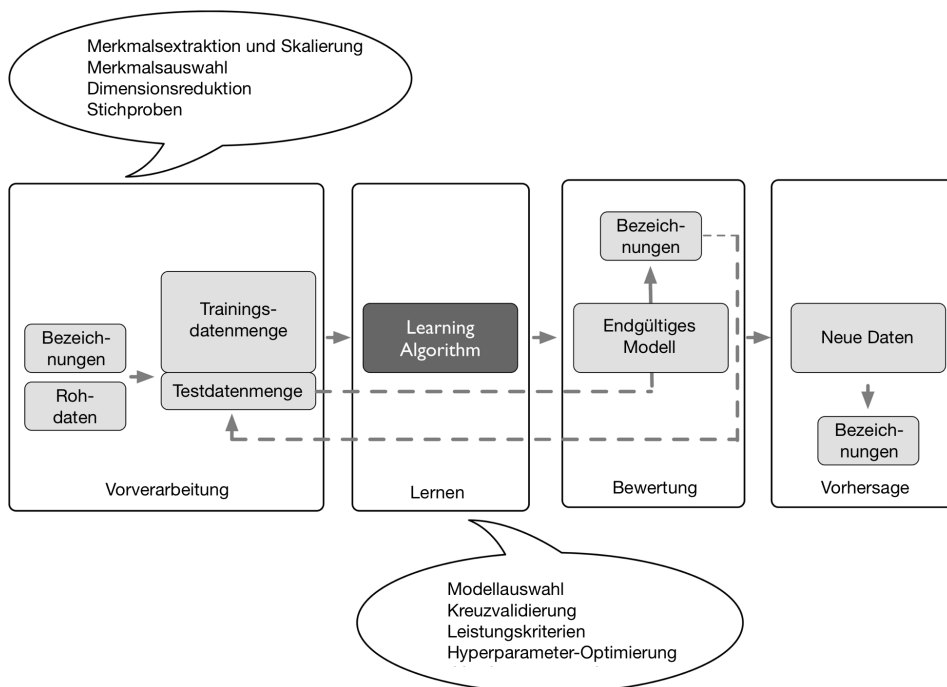 Merkmalsextraktion und Skalierung
Merkmalsauswahl
Dimensionsreduktion
Stichproben
Bezeich-
nungen
Roh-
daten
Trainings-
datenmenge
Testdatenmenge
Vorverarbeitung
Learning
Algorithm
Lernen
Bezeich-
nungen
Endgültiges
Modell
Bewertung
Neue Daten
Bezeich-
nungen
Vorhersage
Modellauswahl
Kreuzvalidierung
Leistungskriterien
Hyperparameter-Optimierung